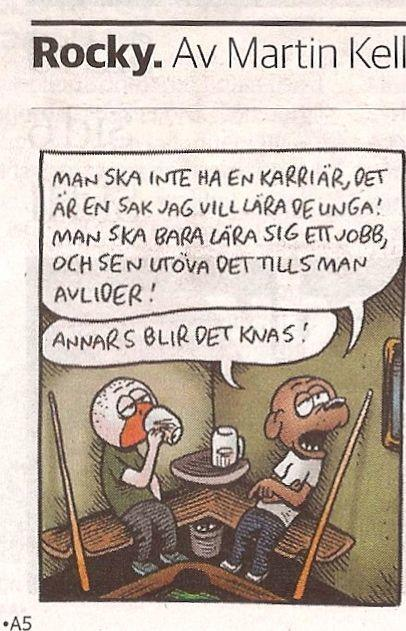 Rocky. Av Martin Kell
MAN SKA INTE HA EN KARRIÄR, DET
ÄR EN SAK JAG VILL LÄRA DE UNGA!
MAN SKA BARA LÄRA SIG ETT JOBB,
OCH SEN UTÖVA DET TILLS MAN
AVLIDER!
ANNARS BLIR DET KNAS!
•A5